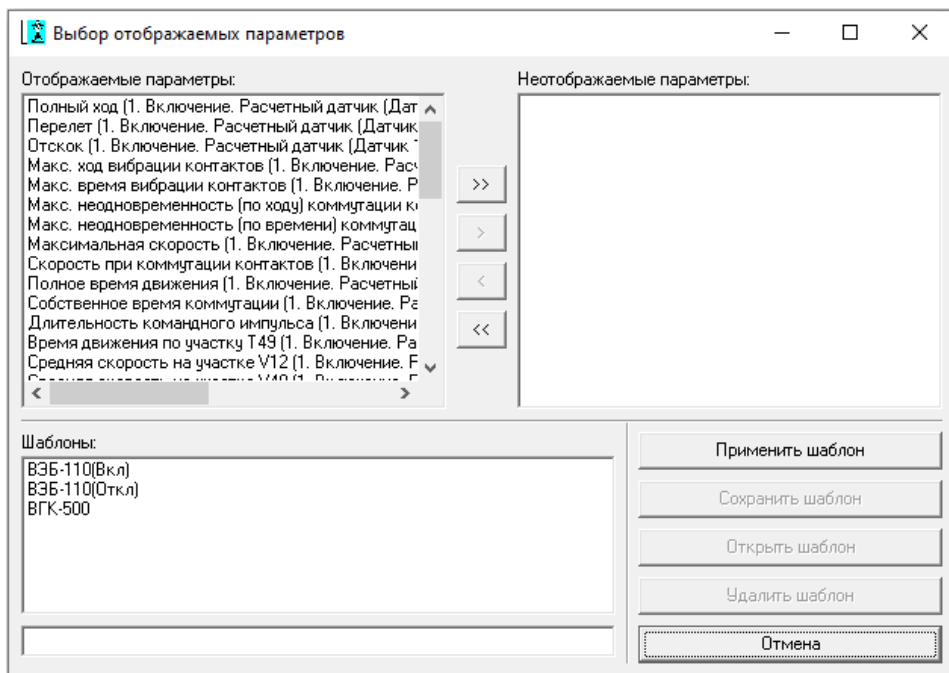 Выбор отображаемых параметров
Отображаемые параметры:
Неотображаемые параметры:
Полный ход (1. Включение. Расчетный датчик (Дат
Перелет (1. Включение. Расчетный датчик (Датчик
Отскок (1. Включение. Расчетный датчик (Датчик
Макс. ход вибрации контактов (1. Включение. Расч
Макс. время вибрации контактов (1. Включение. Р
Макс. неодновременность (по ходу) коммутации к
Макс. неодновременность (по времени) коммутац
Максимальная скорость (1. Включение. Расчетный
Скорость при коммутации контактов (1. Включени
Полное время движения (1. Включение. Расчетный
Собственное время коммутации (1. Включение. Ра
Длительность командного импульса (1. Включени
Время движения по участку T49 (1. Включение. Ра
Средняя скорость на участке V12 (1. Включение. Р
>>
>
<
<<
Шаблоны:
ВЭБ-110(Вкл)
ВЭБ-110(Откл)
ВГК-500
Применить шаблон
Сохранить шаблон
Открыть шаблон
Удалить шаблон
Отмена